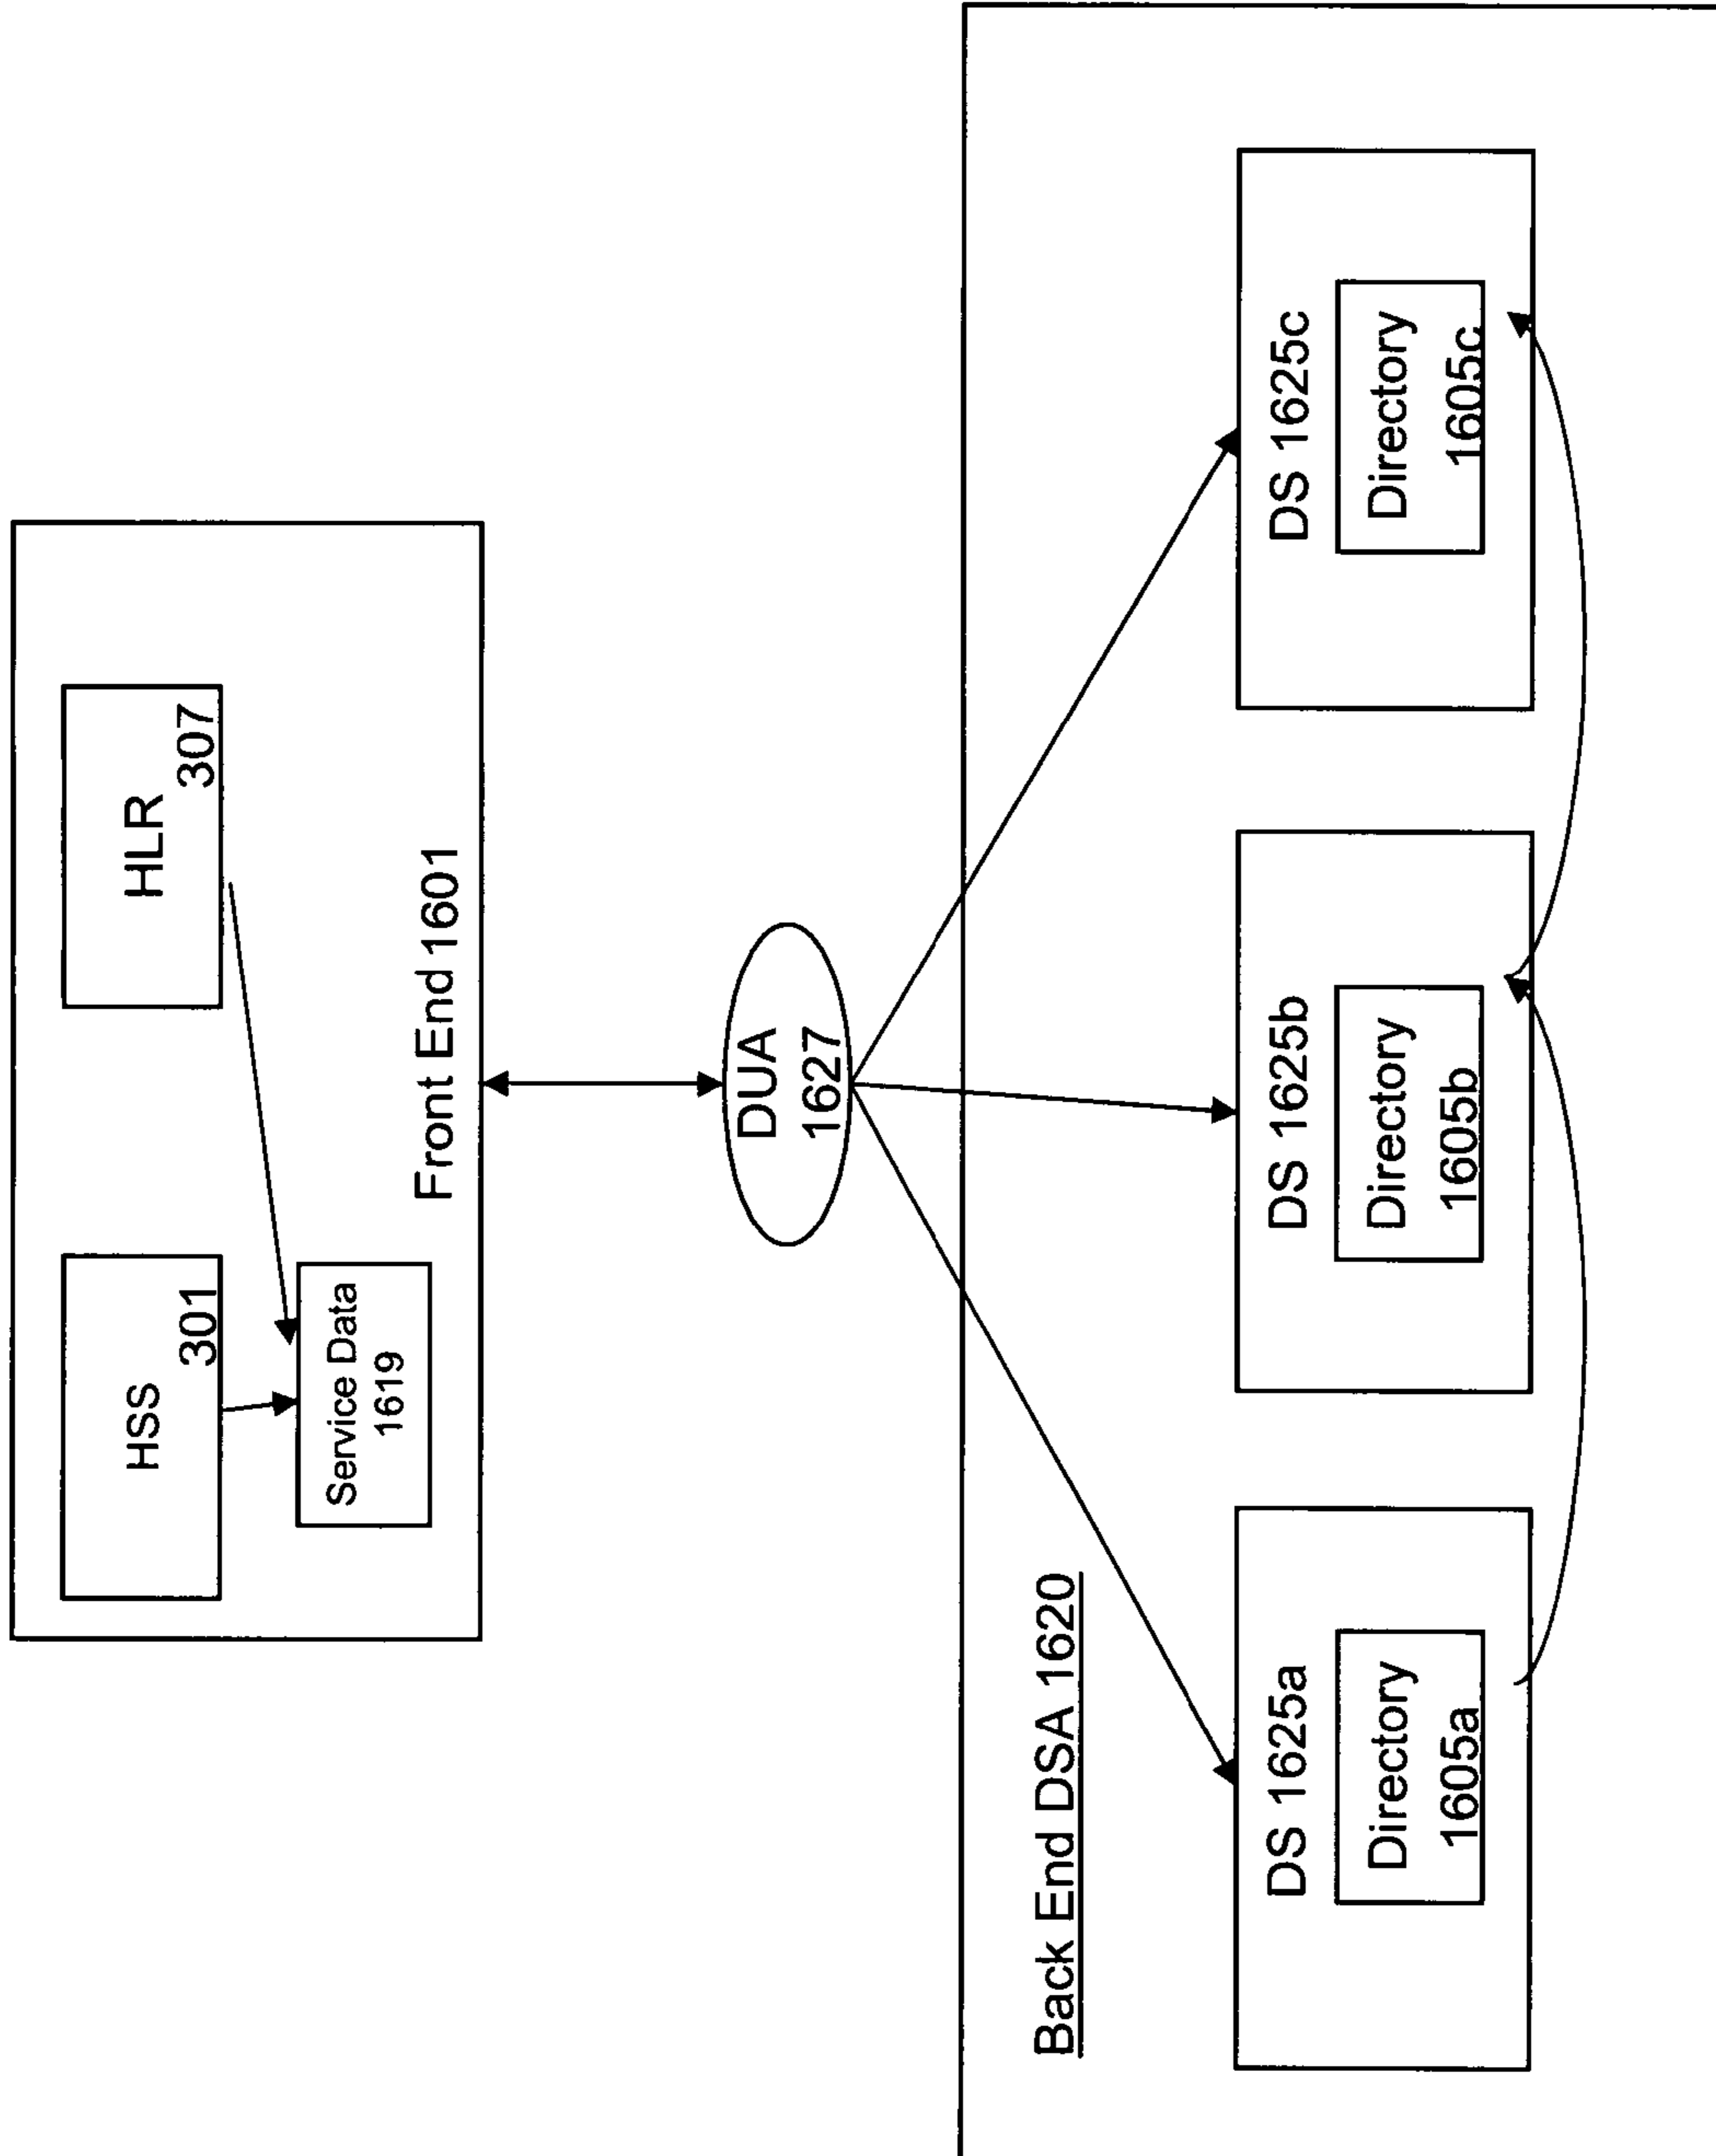 HSS
301
HLR
307
Service Data
1619
Front End 1601
DUA
1627
Back End DSA 1620
DS 1625a
Directory
1605a
DS 1625b
Directory
1605b
DS 1625c
Directory
1605c